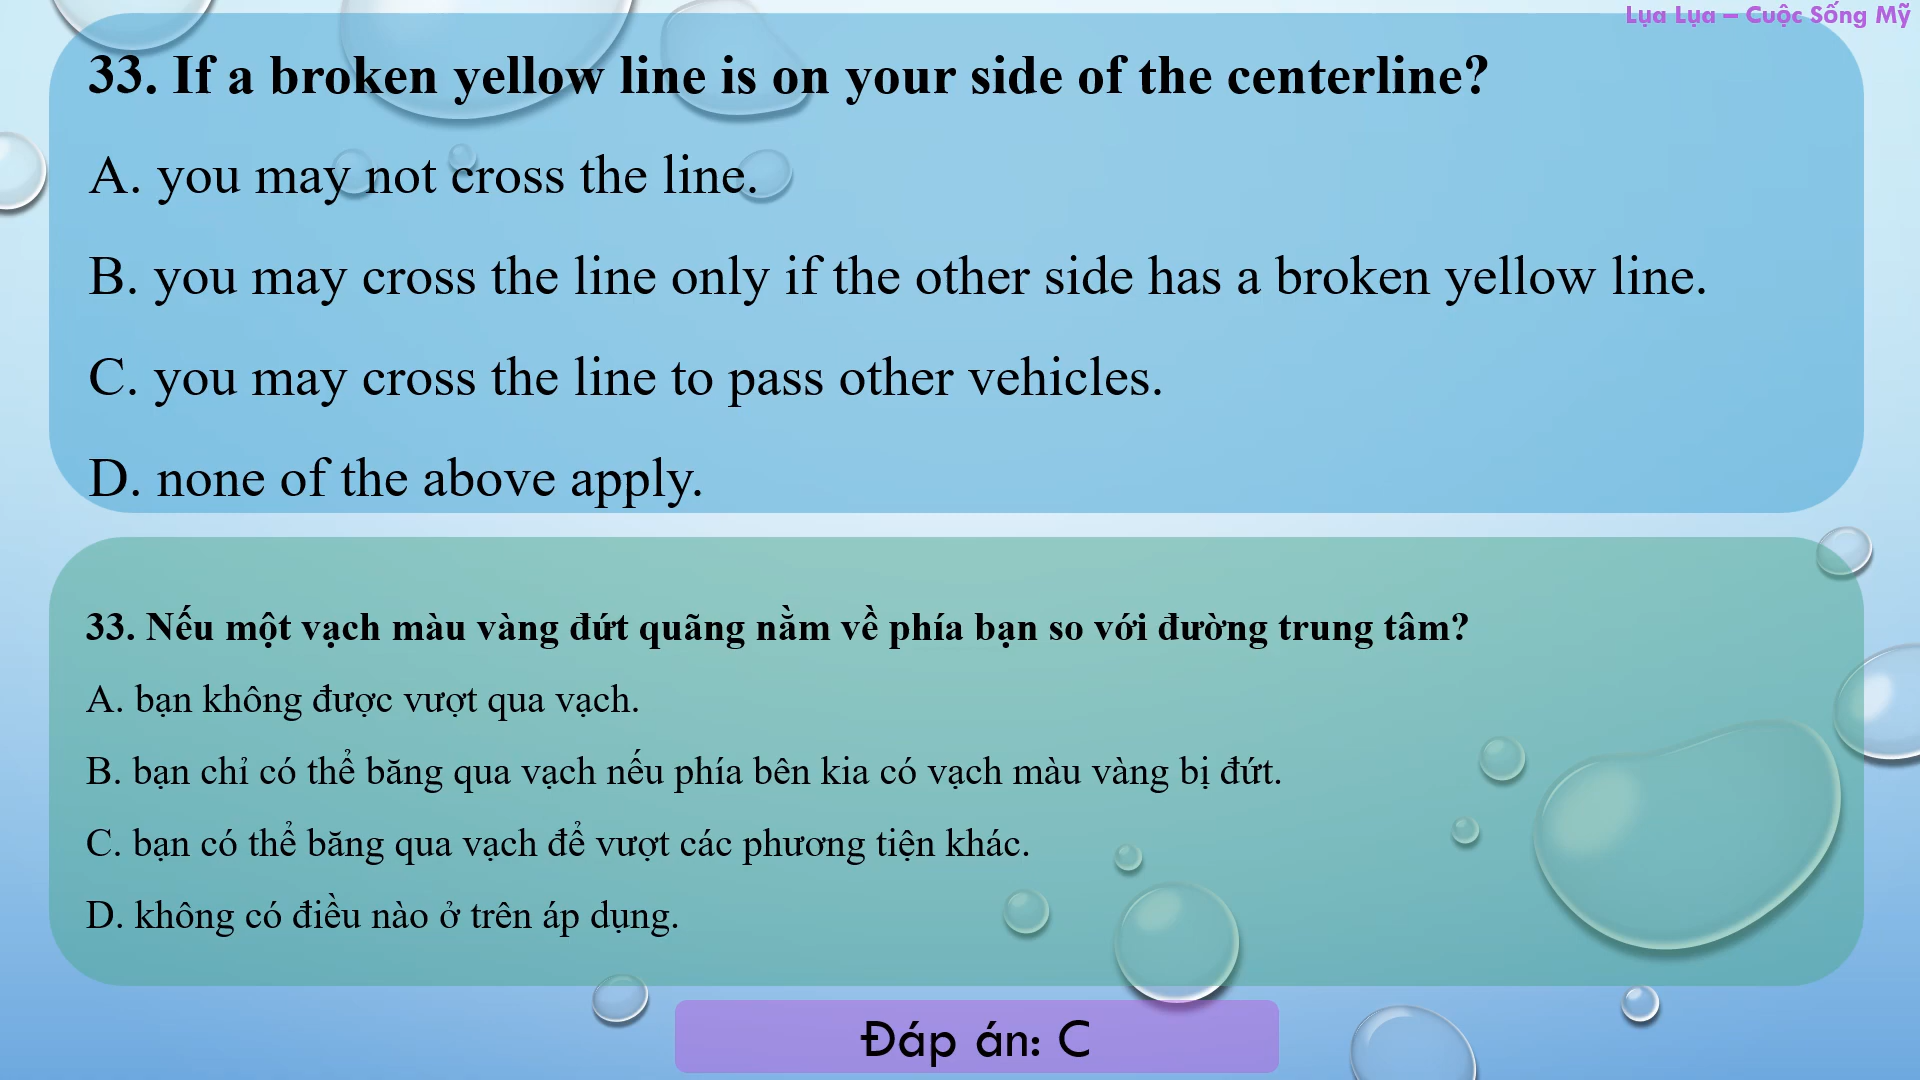 Lụa Lụa – Cuộc Sống Mỹ
33. If a broken yellow line is on your side of the centerline?
A. you may not cross the line.
B. you may cross the line only if the other side has a broken yellow line.
C. you may cross the line to pass other vehicles.
D. none of the above apply.
33. Nếu một vạch màu vàng đứt quãng nằm về phía bạn so với đường trung tâm?
A. bạn không được vượt qua vạch.
B. bạn chỉ có thể băng qua vạch nếu phía bên kia có vạch màu vàng bị đứt.
C. bạn có thể băng qua vạch để vượt các phương tiện khác.
D. không có điều nào ở trên áp dụng.
Đáp án: C